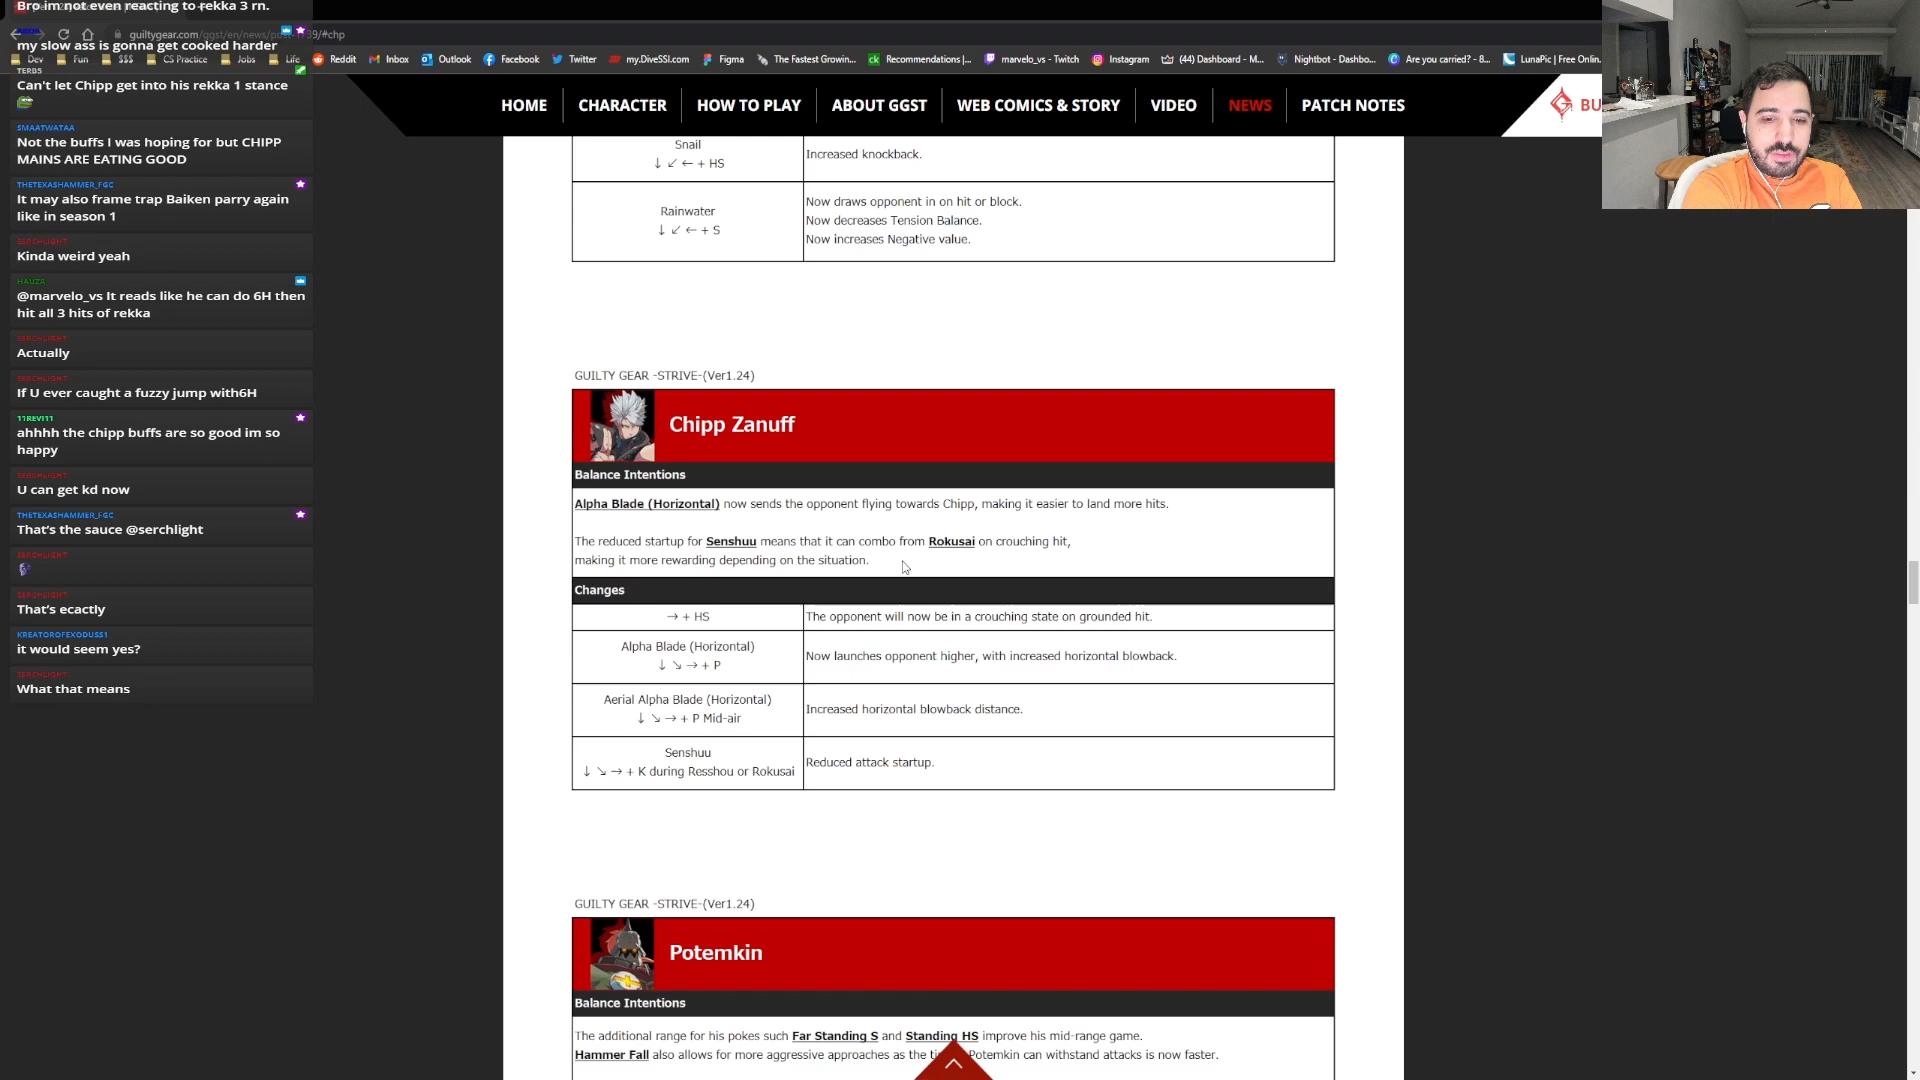 Bro im not even reacting to rekka 3 rn.
my slow ass is gonna get cooked harder
TERB5
Can't let Chipp get into his rekka 1 stance
SMAATWATAA
Not the buffs I was hoping for but CHIPP
MAINS ARE EATING GOOD
THETEXASHAMMER_FGC
It may also frame trap Baiken parry again
like in season 1
SERCHLIGHT
Kinda weird yeah
HAUZA
@marvelo_vs It reads like he can do 6H then
hit all 3 hits of rekka
SERCHLIGHT
Actually
SERCHLIGHT
If U ever caught a fuzzy jump with6H
11REVI11
ahhhh the chipp buffs are so good im so
happy
SERCHLIGHT
U can get kd now
THETEXASHAMMER_FGC
That's the sauce @serchlight
SERCHLIGHT
SERCHLIGHT
That's ecactly
KREATOROFEXODUSS1
it would seem yes?
SERCHLIGHT
What that means
Dev Fun $$$ CS Practice Jobs Life Reddit Inbox Outlook Facebook Twitter my.DiveSSI.com Figma The Fastest Growin... Recommendations |... marvelo_vs - Twitch Instagram (44) Dashboard - M... Nightbot - Dashbo... Are you carried? - 8... LunaPic | Free Onlin.
HOME CHARACTER HOW TO PLAY ABOUT GGST WEB COMICS & STORY VIDEO NEWS PATCH NOTES BU
Snail
↓ ↙ ← + HS
Increased knockback.
Rainwater
↓ ↙ ← + S
Now draws opponent in on hit or block.
Now decreases Tension Balance.
Now increases Negative value.
GUILTY GEAR -STRIVE-(Ver1.24)
Chipp Zanuff
Balance Intentions
Alpha Blade (Horizontal) now sends the opponent flying towards Chipp, making it easier to land more hits.
The reduced startup for Senshuu means that it can combo from Rokusai on crouching hit,
making it more rewarding depending on the situation.
Changes
→ + HS
The opponent will now be in a crouching state on grounded hit.
Alpha Blade (Horizontal)
↓ ↘ → + P
Now launches opponent higher, with increased horizontal blowback.
Aerial Alpha Blade (Horizontal)
↓ ↘ → + P Mid-air
Increased horizontal blowback distance.
Senshuu
↓ ↘ → + K during Resshou or Rokusai
Reduced attack startup.
GUILTY GEAR -STRIVE-(Ver1.24)
Potemkin
Balance Intentions
The additional range for his pokes such Far Standing S and Standing HS improve his mid-range game.
Hammer Fall also allows for more aggressive approaches as the Potemkin can withstand attacks is now faster.